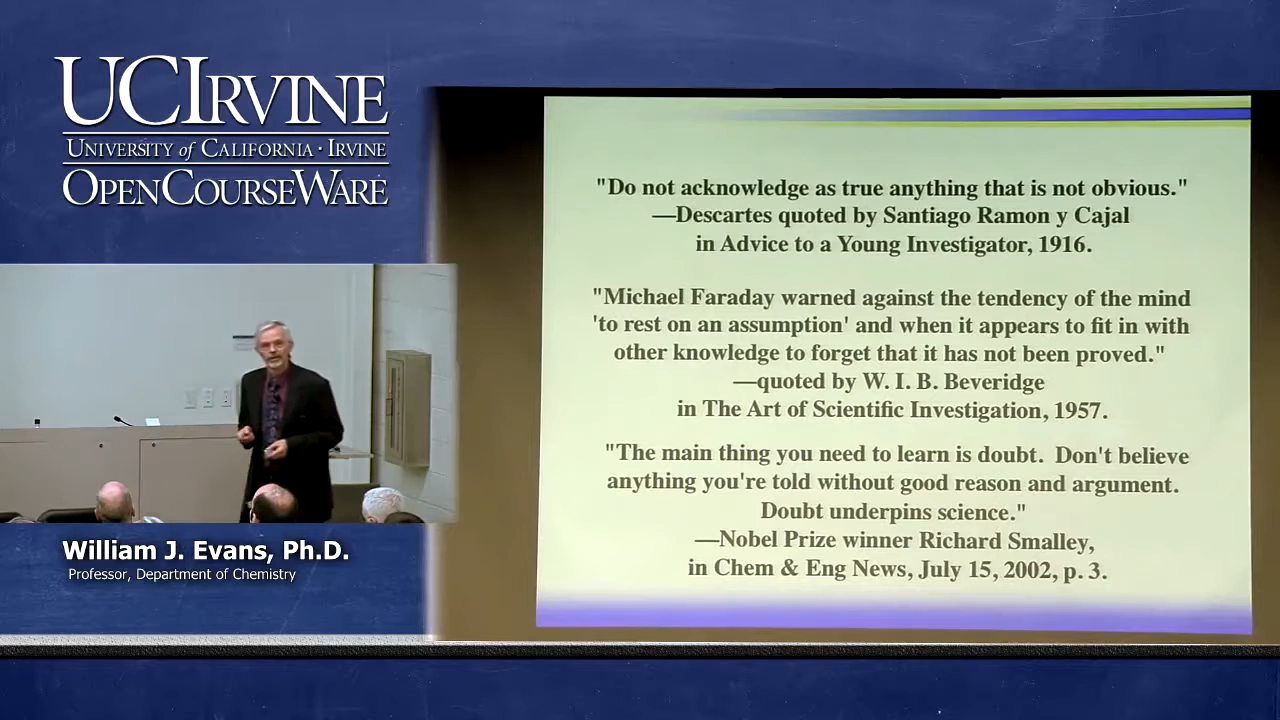 UCIRVINE
UNIVERSITY of CALIFORNIA · IRVINE
OPENCOURSEWARE
"Do not acknowledge as true anything that is not obvious."
—Descartes quoted by Santiago Ramon y Cajal
in Advice to a Young Investigator, 1916.
"Michael Faraday warned against the tendency of the mind
'to rest on an assumption' and when it appears to fit in with
other knowledge to forget that it has not been proved."
—quoted by W. I. B. Beveridge
in The Art of Scientific Investigation, 1957.
"The main thing you need to learn is doubt. Don't believe
anything you're told without good reason and argument.
Doubt underpins science."
—Nobel Prize winner Richard Smalley,
in Chem & Eng News, July 15, 2002, p. 3.
William J. Evans, Ph.D.
Professor, Department of Chemistry